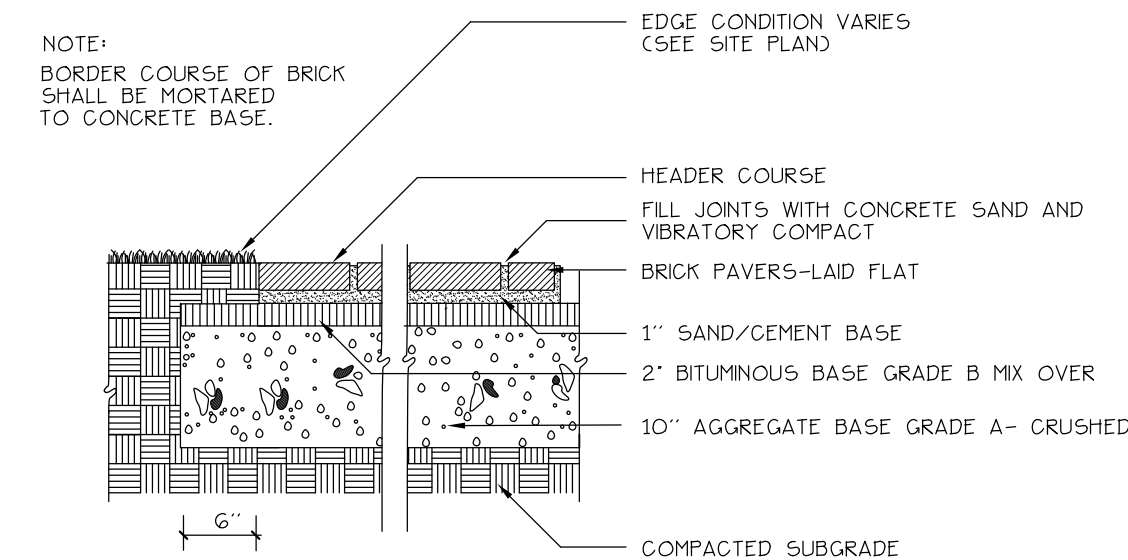 NOTE:
BORDER COURSE OF BRICK
SHALL BE MORTARED
TO CONCRETE BASE.
EDGE CONDITION VARIES
(SEE SITE PLAN)
HEADER COURSE
FILL JOINTS WITH CONCRETE SAND AND
VIBRATORY COMPACT
BRICK PAVERS-LAID FLAT
1'' SAND/CEMENT BASE
2" BITUMINOUS BASE GRADE B MIX OVER
10'' AGGREGATE BASE GRADE A- CRUSHED
COMPACTED SUBGRADE
6''